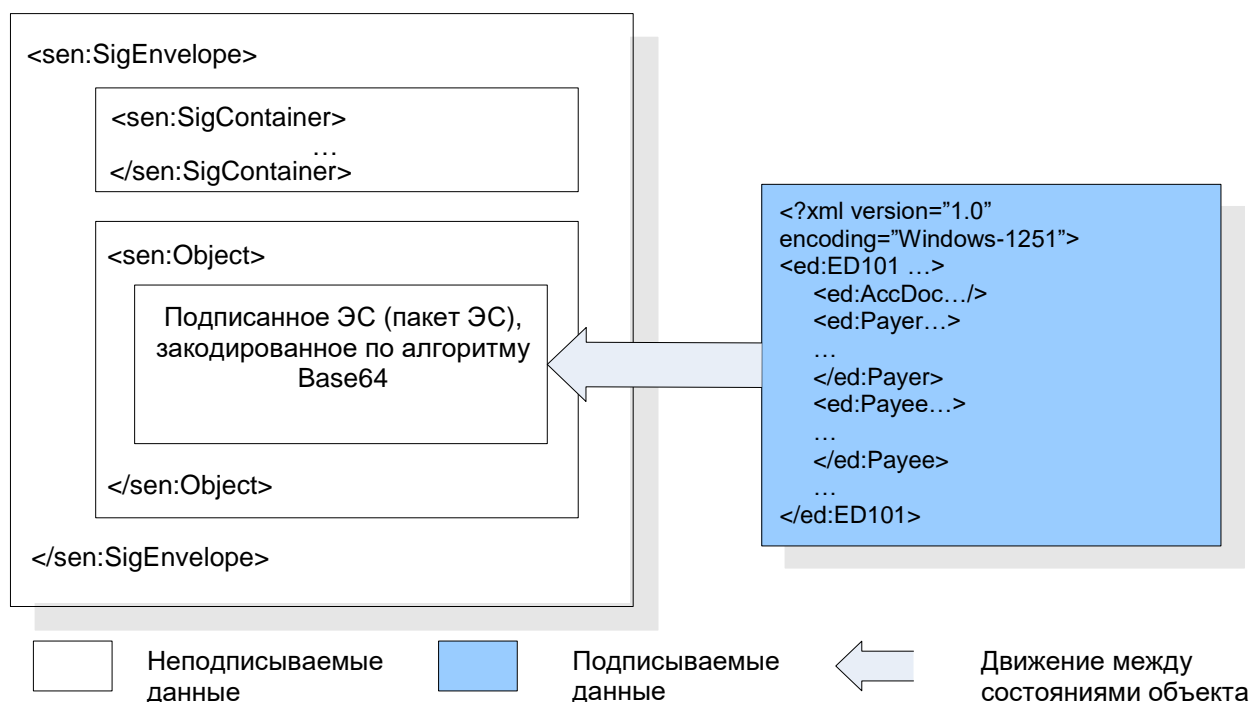 <sen:SigEnvelope>
<sen:SigContainer>
…
</sen:SigContainer>
<sen:Object>
Подписанное ЭС (пакет ЭС),
закодированное по алгоритму
Base64
</sen:Object>
</sen:SigEnvelope>
<?xml version=”1.0”
encoding=”Windows-1251”>
<ed:ED101 …>
<ed:AccDoc…/>
<ed:Payer…>
…
</ed:Payer>
<ed:Payee…>
…
</ed:Payee>
…
</ed:ED101>
Неподписываемые
данные
Подписываемые
данные
Движение между
состояниями объекта